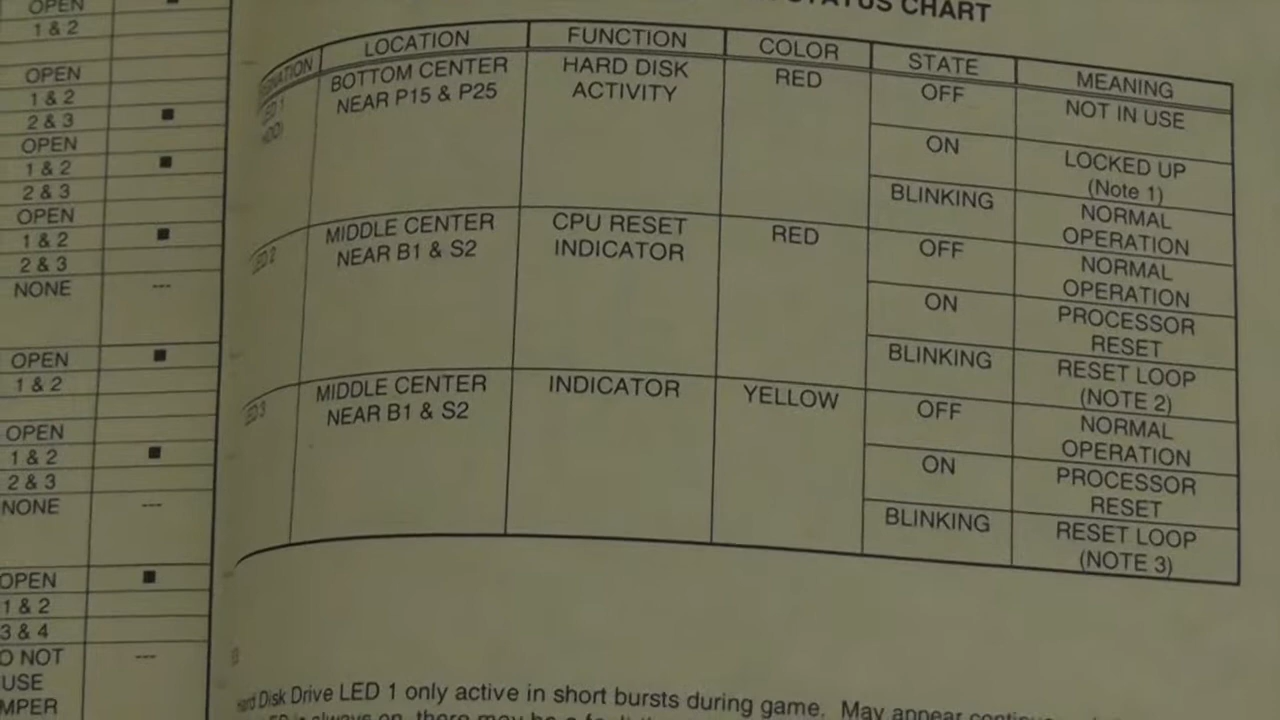 OPEN
1 & 2
OPEN
1 & 2
2 & 3
OPEN
1 & 2
2 & 3
OPEN
1 & 2
2 & 3
NONE ---
OPEN
1 & 2
OPEN
1 & 2
2 & 3
NONE ---
OPEN
1 & 2
3 & 4
O NOT ---
USE
MPER
STATUS CHART
LOCATION FUNCTION COLOR STATE MEANING
BOTTOM CENTER HARD DISK RED OFF NOT IN USE
NEAR P15 & P25 ACTIVITY
ON LOCKED UP
(Note 1)
BLINKING NORMAL
OPERATION
LED 2 MIDDLE CENTER CPU RESET RED OFF NORMAL
NEAR B1 & S2 INDICATOR OPERATION
ON PROCESSOR
RESET
BLINKING RESET LOOP
(NOTE 2)
MIDDLE CENTER INDICATOR YELLOW OFF NORMAL
NEAR B1 & S2 OPERATION
ON PROCESSOR
RESET
BLINKING RESET LOOP
(NOTE 3)
Disk Drive LED 1 only active in short bursts during game. May appear